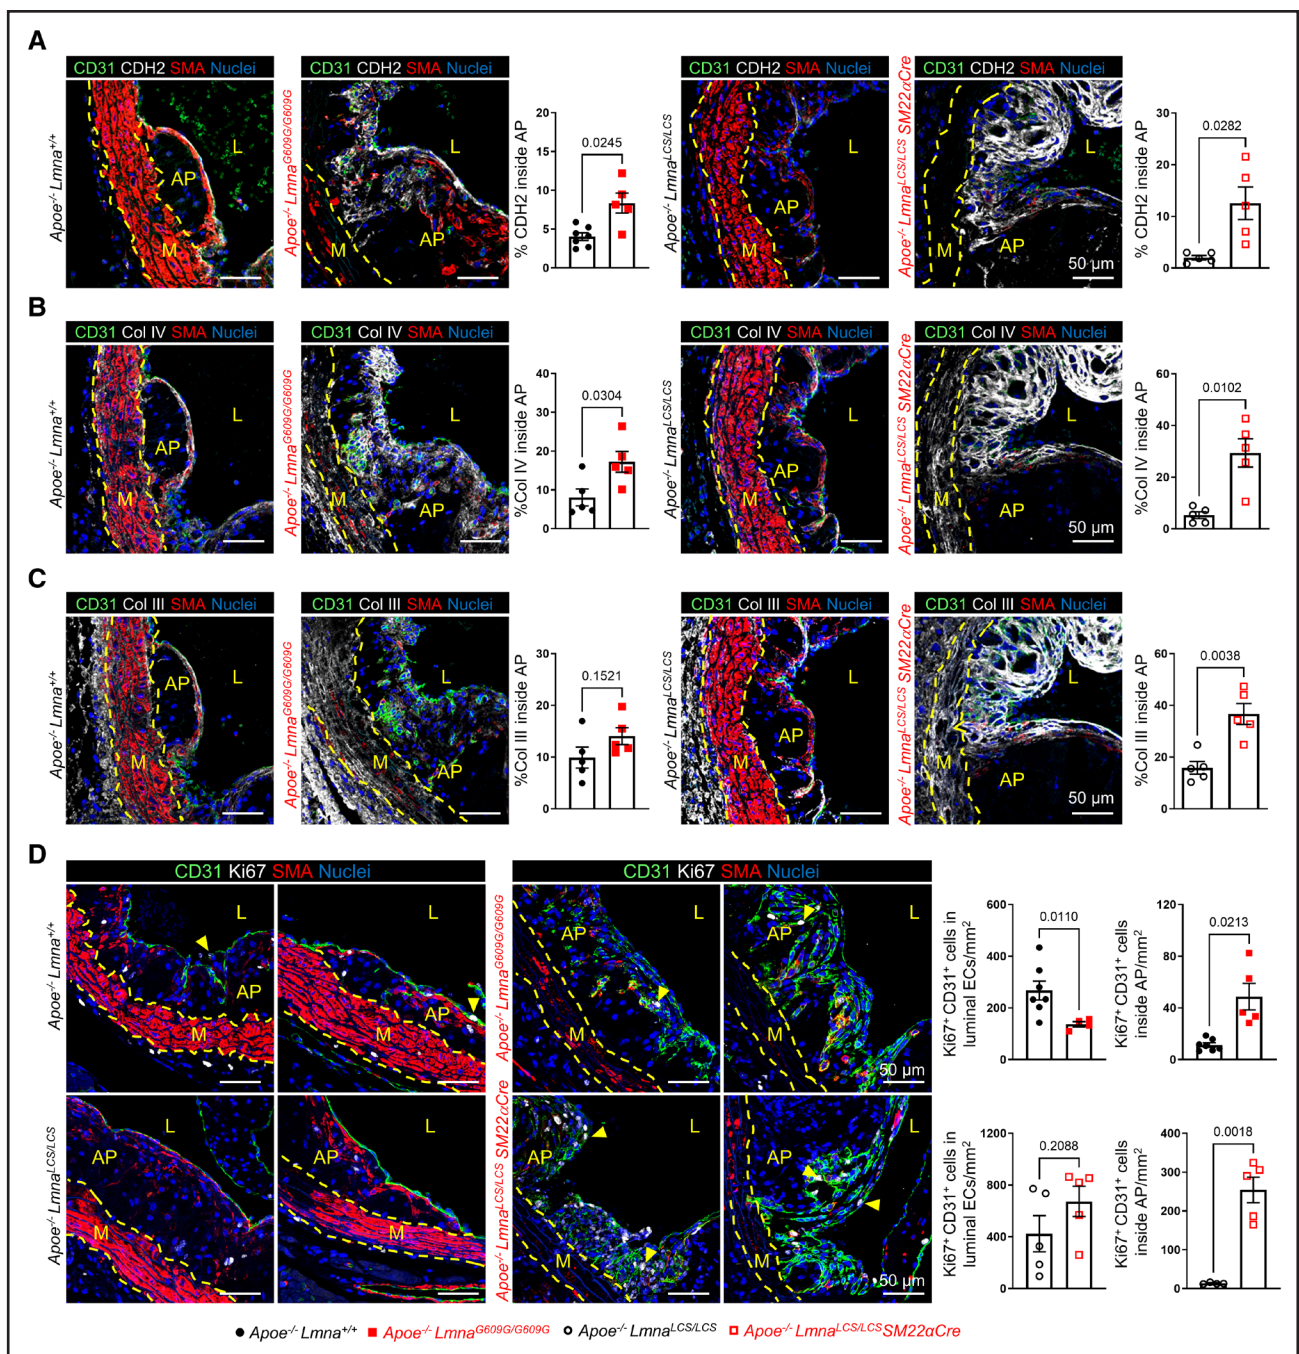 A
CD31 CDH2 SMA Nuclei
Apoe-/- Lmna+/+
L
AP
M
CD31 CDH2 SMA Nuclei
Apoe-/- LmnaG609G/G609G
L
AP
M
% CDH2 inside AP
20
15
10
5
0
0.0245
CD31 CDH2 SMA Nuclei
Apoe-/- LmnaLCS/LCS
L
AP
M
CD31 CDH2 SMA Nuclei
Apoe-/- LmnaLCS/LCS SM22αCre
L
M
AP
50 µm
% CDH2 inside AP
30
20
10
0
0.0282
B
CD31 Col IV SMA Nuclei
Apoe-/- Lmna+/+
L
AP
M
CD31 Col IV SMA Nuclei
Apoe-/- LmnaG609G/G609G
L
M
AP
%Col IV inside AP
40
30
20
10
0
0.0304
CD31 Col IV SMA Nuclei
Apoe-/- LmnaLCS/LCS
L
AP
M
CD31 Col IV SMA Nuclei
Apoe-/- LmnaLCS/LCS SM22αCre
L
M
AP
50 µm
%Col IV inside AP
60
40
20
0
0.0102
C
CD31 Col III SMA Nuclei
Apoe-/- Lmna+/+
AP
L
M
CD31 Col III SMA Nuclei
Apoe-/- LmnaG609G/G609G
L
M
AP
%Col III inside AP
30
20
10
0
0.1521
CD31 Col III SMA Nuclei
Apoe-/- LmnaLCS/LCS
L
AP
M
CD31 Col III SMA Nuclei
Apoe-/- LmnaLCS/LCS SM22αCre
L
M
AP
50 µm
%Col III inside AP
60
40
20
0
0.0038
D
CD31 Ki67 SMA Nuclei
CD31 Ki67 SMA Nuclei
Apoe-/- Lmna+/+
L
AP
M
L
AP
M
Apoe-/- LmnaG609G/G609G
AP
L
M
AP
L
M
50 µm
Ki67+ CD31+ cells in
luminal ECs/mm2
600
400
200
0
0.0110
Ki67+ CD31+ cells
inside AP/mm2
120
80
40
0
0.0213
Apoe-/- LmnaLCS/LCS
L
AP
M
L
AP
M
Apoe-/- LmnaLCS/LCS SM22αCre
L
AP
M
L
AP
M
50 µm
Ki67+ CD31+ cells in
luminal ECs/mm2
1200
800
400
0
0.2088
Ki67+ CD31+ cells
inside AP/mm2
400
300
200
100
0
0.0018
Apoe-/- Lmna+/+ Apoe-/- LmnaG609G/G609G Apoe-/- LmnaLCS/LCS Apoe-/- LmnaLCS/LCS SM22αCre